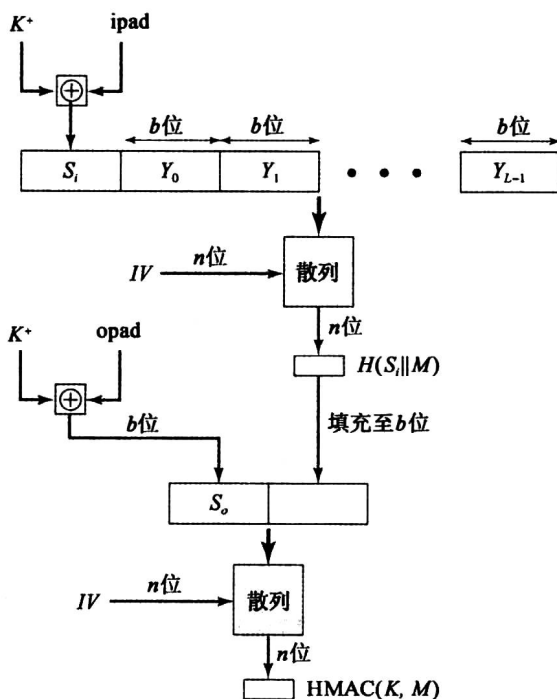 K⁺ ipad
b位 b位 b位
Sᵢ Y₀ Y₁ • • • Y_{L−1}
IV n位 散列
n位
K⁺ opad
H(Sᵢ||M)
b位
填充至b位
Sₒ
IV n位 散列
n位
HMAC(K, M)